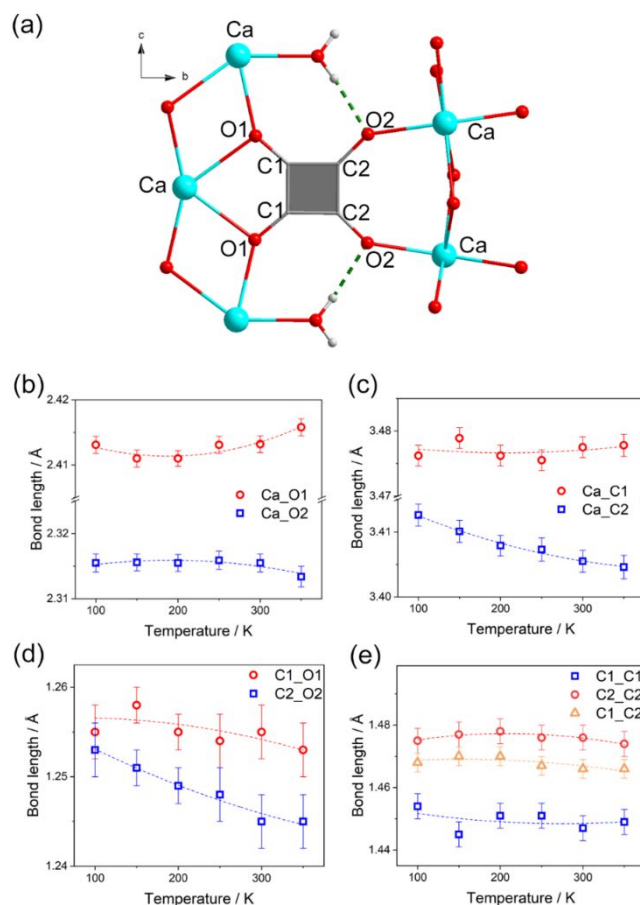 (a)
c
b
O1
C1
C2
O2
Ca
Ca
C1
C2
O1
O2
Ca
(b)
2.42
2.41
2.32
2.31
Bond length / Å
Ca_O1
Ca_O2
100 200 300
Temperature / K
(c)
3.48
3.47
3.41
3.40
Bond length / Å
Ca_C1
Ca_C2
100 200 300
Temperature / K
(d)
1.26
1.25
1.24
Bond length / Å
C1_O1
C2_O2
100 200 300
Temperature / K
(e)
1.48
1.46
1.44
Bond length / Å
C1_C1
C2_C2
C1_C2
100 200 300
Temperature / K